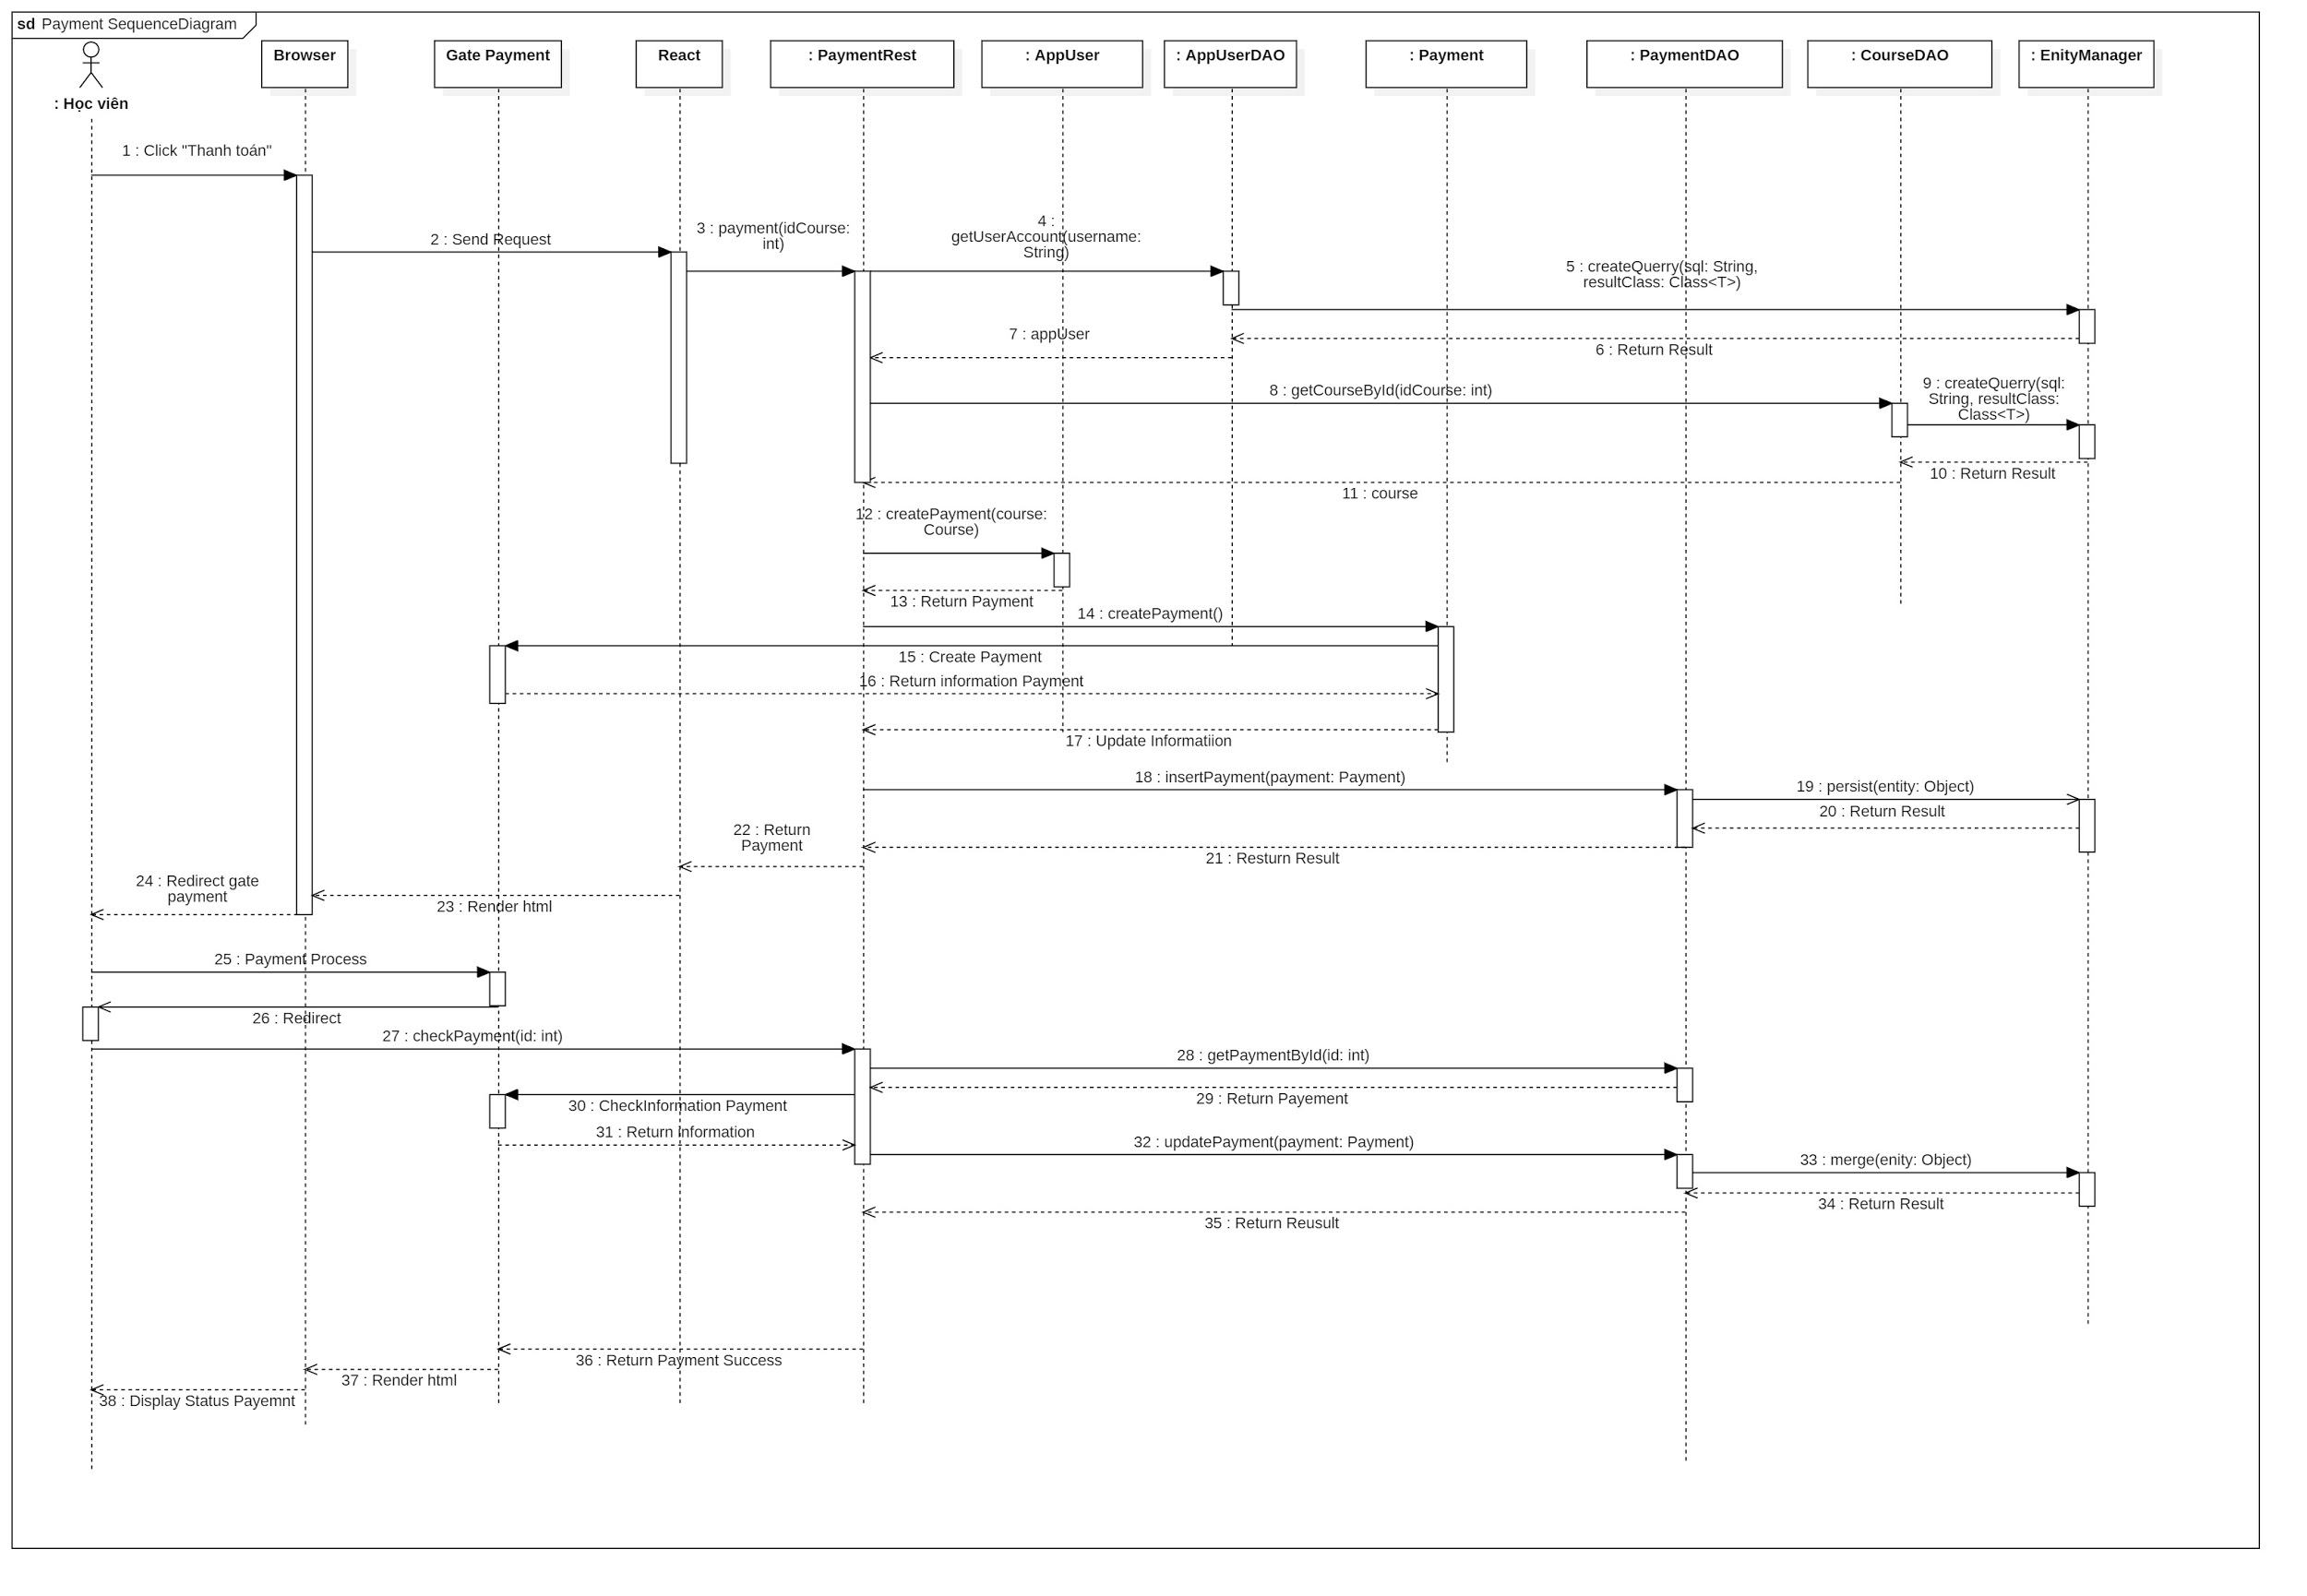 sd Payment SequenceDiagram
: Học viên
Browser
Gate Payment
React
: PaymentRest
: AppUser
: AppUserDAO
: Payment
: PaymentDAO
: CourseDAO
: EnityManager
1 : Click "Thanh toán"
2 : Send Request
3 : payment(idCourse:
int)
4 :
getUserAccount(username:
String)
5 : createQuerry(sql: String,
resultClass: Class<T>)
6 : Return Result
7 : appUser
8 : getCourseById(idCourse: int)
9 : createQuerry(sql:
String, resultClass:
Class<T>)
10 : Return Result
11 : course
12 : createPayment(course:
Course)
13 : Return Payment
14 : createPayment()
15 : Create Payment
16 : Return information Payment
17 : Update Informatiion
18 : insertPayment(payment: Payment)
19 : persist(entity: Object)
20 : Return Result
21 : Resturn Result
22 : Return
Payment
23 : Render html
24 : Redirect gate
payment
25 : Payment Process
26 : Redirect
27 : checkPayment(id: int)
28 : getPaymentById(id: int)
29 : Return Payement
30 : CheckInformation Payment
31 : Return Information
32 : updatePayment(payment: Payment)
33 : merge(enity: Object)
34 : Return Result
35 : Return Reusult
36 : Return Payment Success
37 : Render html
38 : Display Status Payemnt